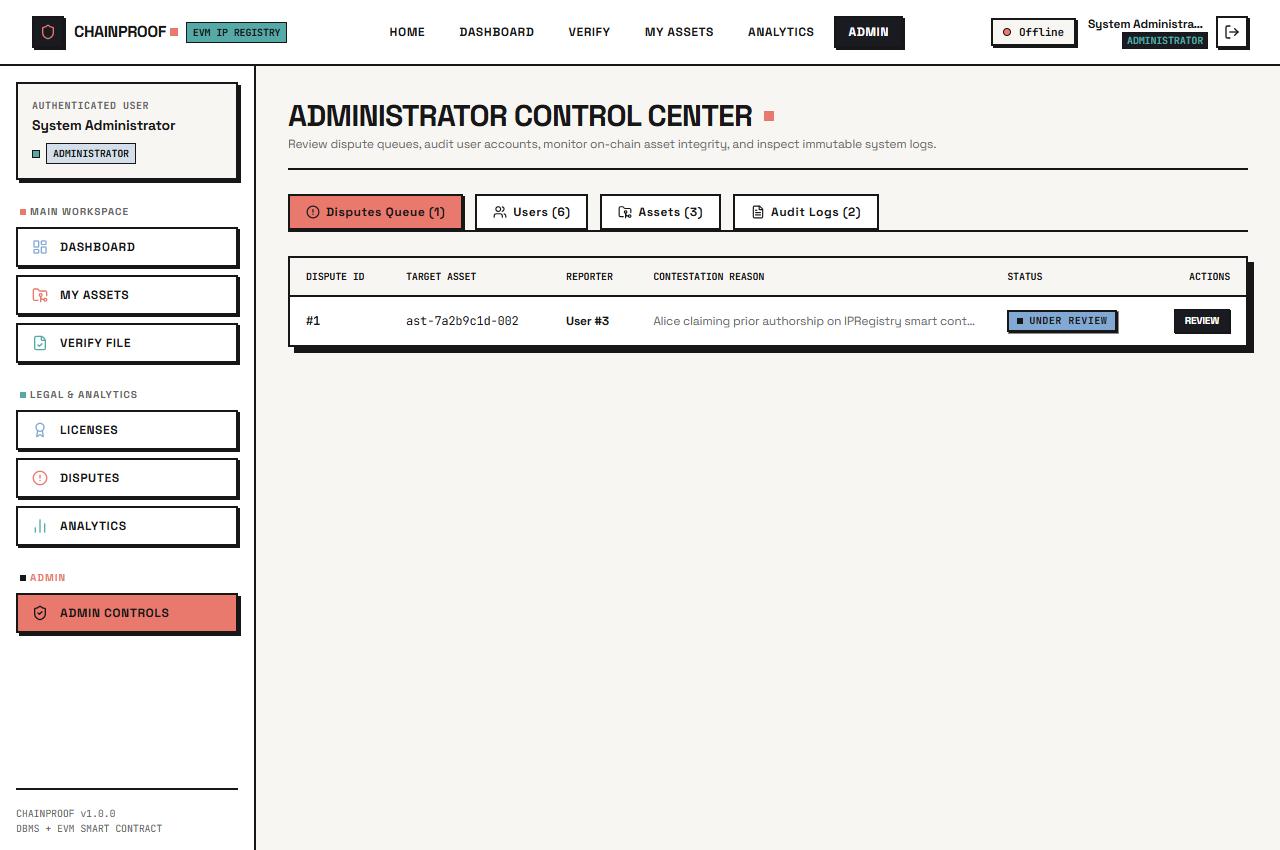 CHAINPROOF
EVM IP REGISTRY
HOME
DASHBOARD
VERIFY
MY ASSETS
ANALYTICS
ADMIN
Offline
System Administra...
ADMINISTRATOR
AUTHENTICATED USER
System Administrator
ADMINISTRATOR
MAIN WORKSPACE
DASHBOARD
MY ASSETS
VERIFY FILE
LEGAL & ANALYTICS
LICENSES
DISPUTES
ANALYTICS
ADMIN
ADMIN CONTROLS
CHAINPROOF v1.0.0
DBMS + EVM SMART CONTRACT
ADMINISTRATOR CONTROL CENTER
Review dispute queues, audit user accounts, monitor on-chain asset integrity, and inspect immutable system logs.
Disputes Queue (1)
Users (6)
Assets (3)
Audit Logs (2)
DISPUTE ID TARGET ASSET REPORTER CONTESTATION REASON STATUS ACTIONS
#1 ast-7a2b9c1d-002 User #3 Alice claiming prior authorship on IPRegistry smart cont... UNDER REVIEW REVIEW